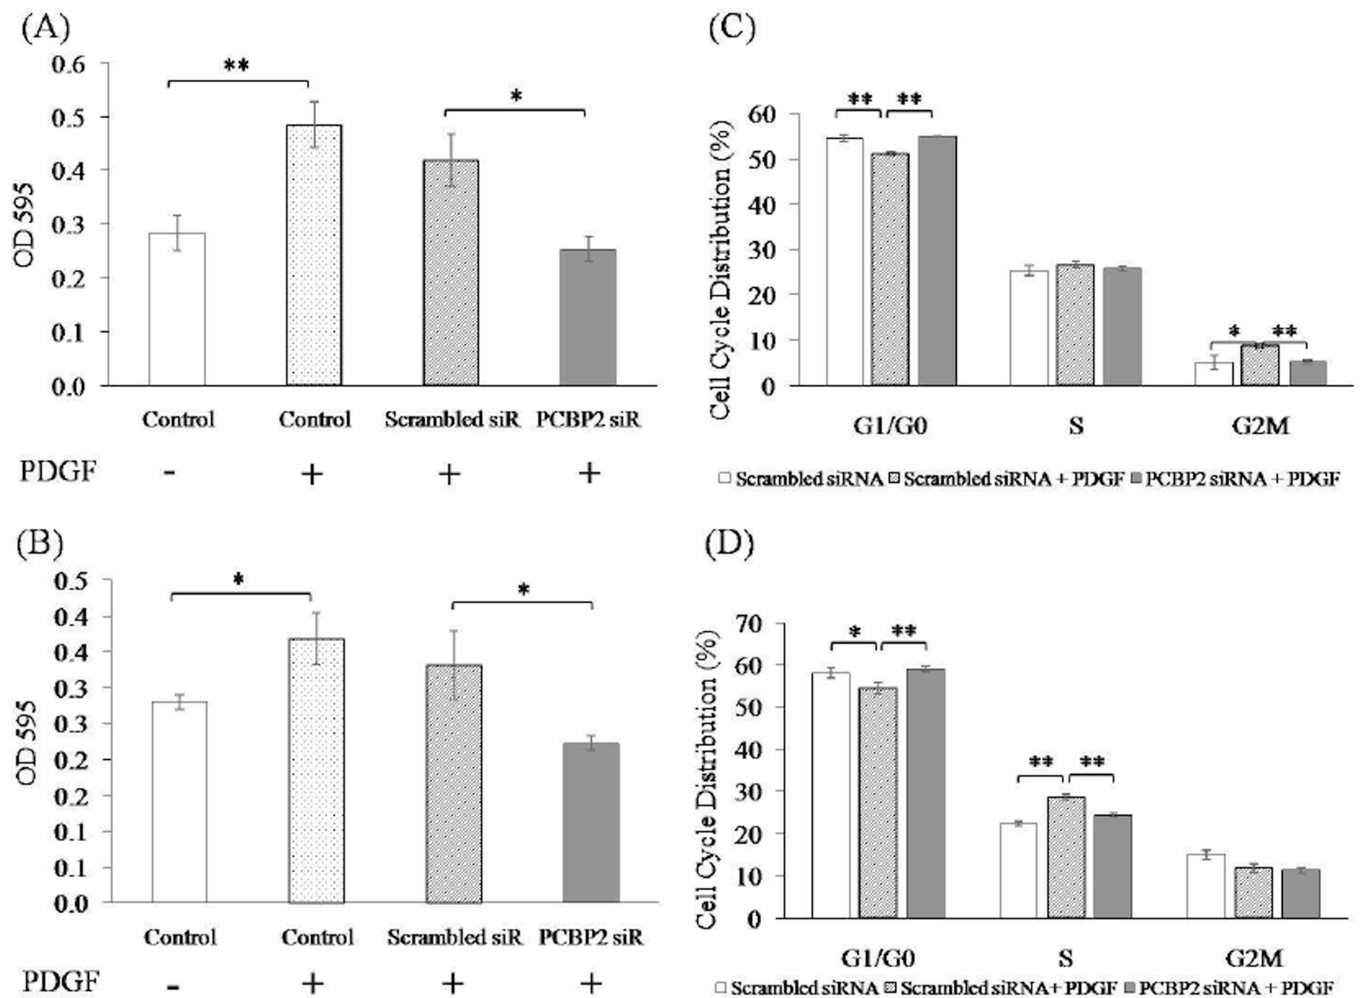 (A)
**
*
0.6
0.5
0.4
0.3
0.2
0.1
0.0
OD 595
Control Control Scrambled siR PCBP2 siR
PDGF - + + +
(C)
** **
* **
60
50
40
30
20
10
0
Cell Cycle Distribution (%)
G1/G0 S G2M
Scrambled siRNA Scrambled siRNA + PDGF PCBP2 siRNA + PDGF
(B)
*
*
0.5
0.4
0.4
0.3
0.3
0.2
0.2
0.1
0.1
0.0
OD 595
Control Control Scrambled siR PCBP2 siR
PDGF - + + +
(D)
* **
** **
70
60
50
40
30
20
10
0
Cell Cycle Distribution (%)
G1/G0 S G2M
Scrambled siRNA Scrambled siRNA+ PDGF PCBP2 siRNA + PDGF